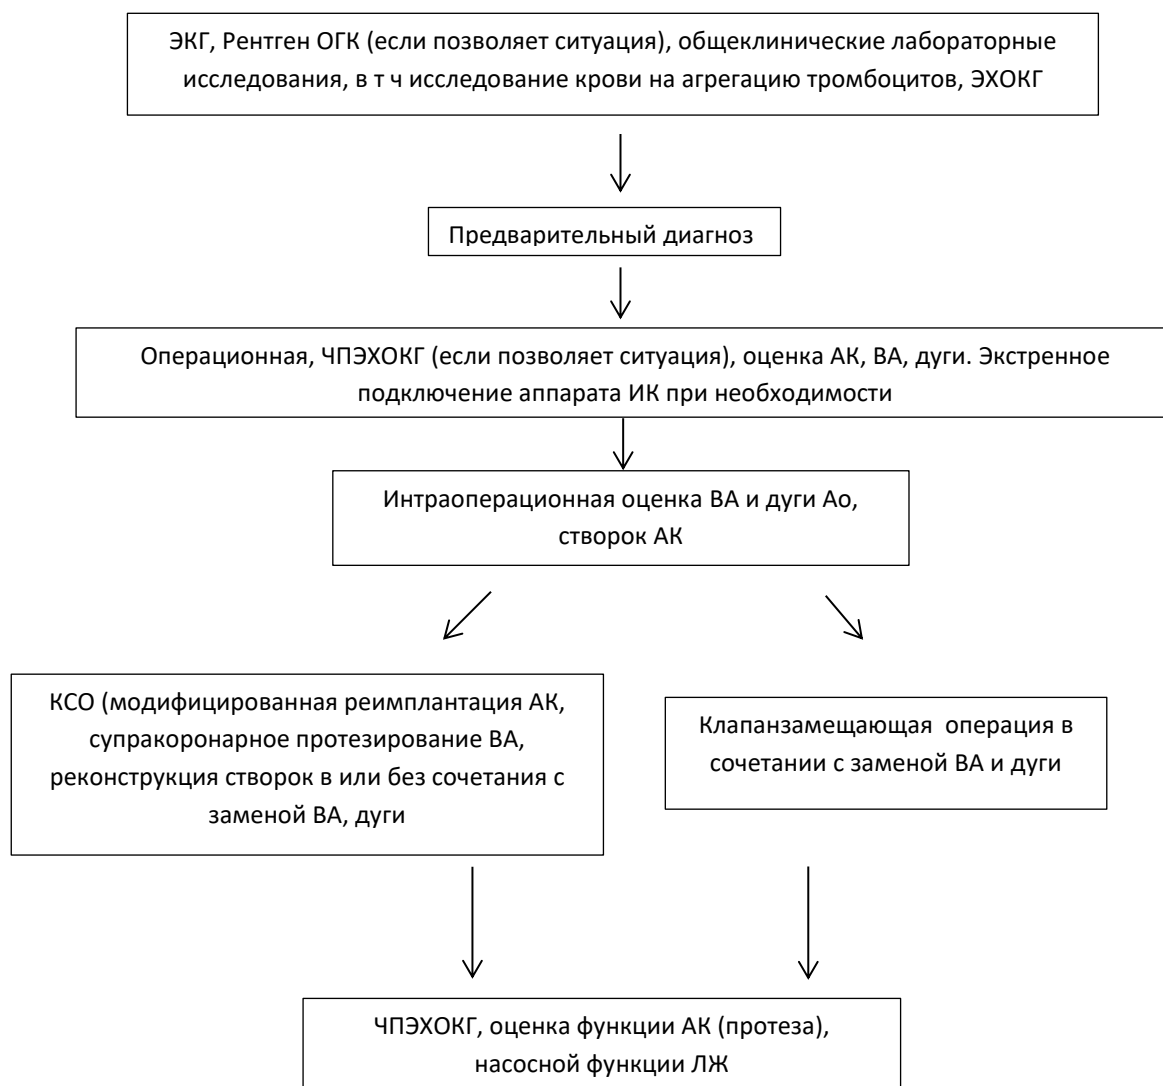 ЭКГ, Рентген ОГК (если позволяет ситуация), общеклинические лабораторные
исследования, в т ч исследование крови на агрегацию тромбоцитов, ЭХОКГ
Предварительный диагноз
Операционная, ЧПЭХОКГ (если позволяет ситуация), оценка АК, ВА, дуги. Экстренное
подключение аппарата ИК при необходимости
Интраоперационная оценка ВА и дуги Ао,
створок АК
КСО (модифицированная реимплантация АК,
супракоронарное протезирование ВА,
реконструкция створок в или без сочетания с
заменой ВА, дуги
Клапанзамещающая операция в
сочетании с заменой ВА и дуги
ЧПЭХОКГ, оценка функции АК (протеза),
насосной функции ЛЖ